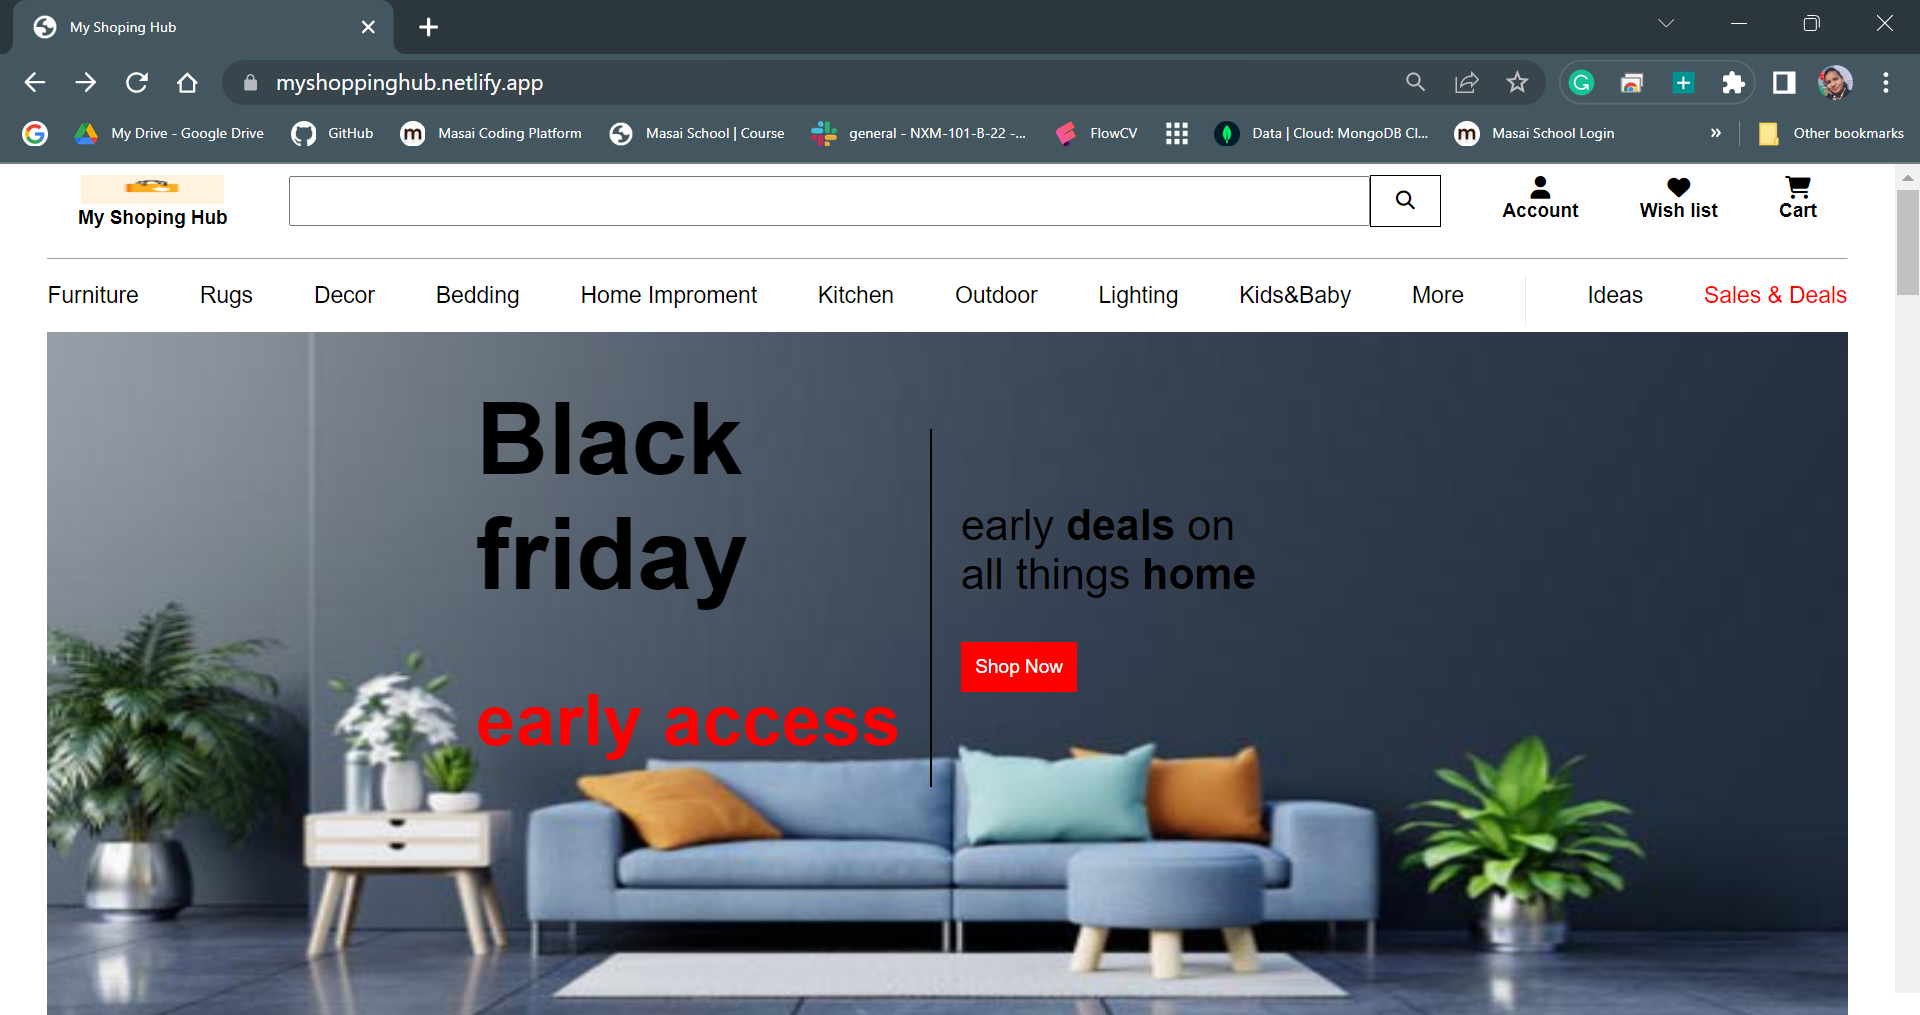 My Shoping Hub
myshoppinghub.netlify.app
G My Drive - Google Drive GitHub m Masai Coding Platform Masai School | Course general - NXM-101-B-22 -... FlowCV Data | Cloud: MongoDB Cl... m Masai School Login » Other bookmarks
My Shoping Hub
Account Wish list Cart
Furniture Rugs Decor Bedding Home Improment Kitchen Outdoor Lighting Kids&Baby More Ideas Sales & Deals
Black
friday
early access
early deals on
all things home
Shop Now